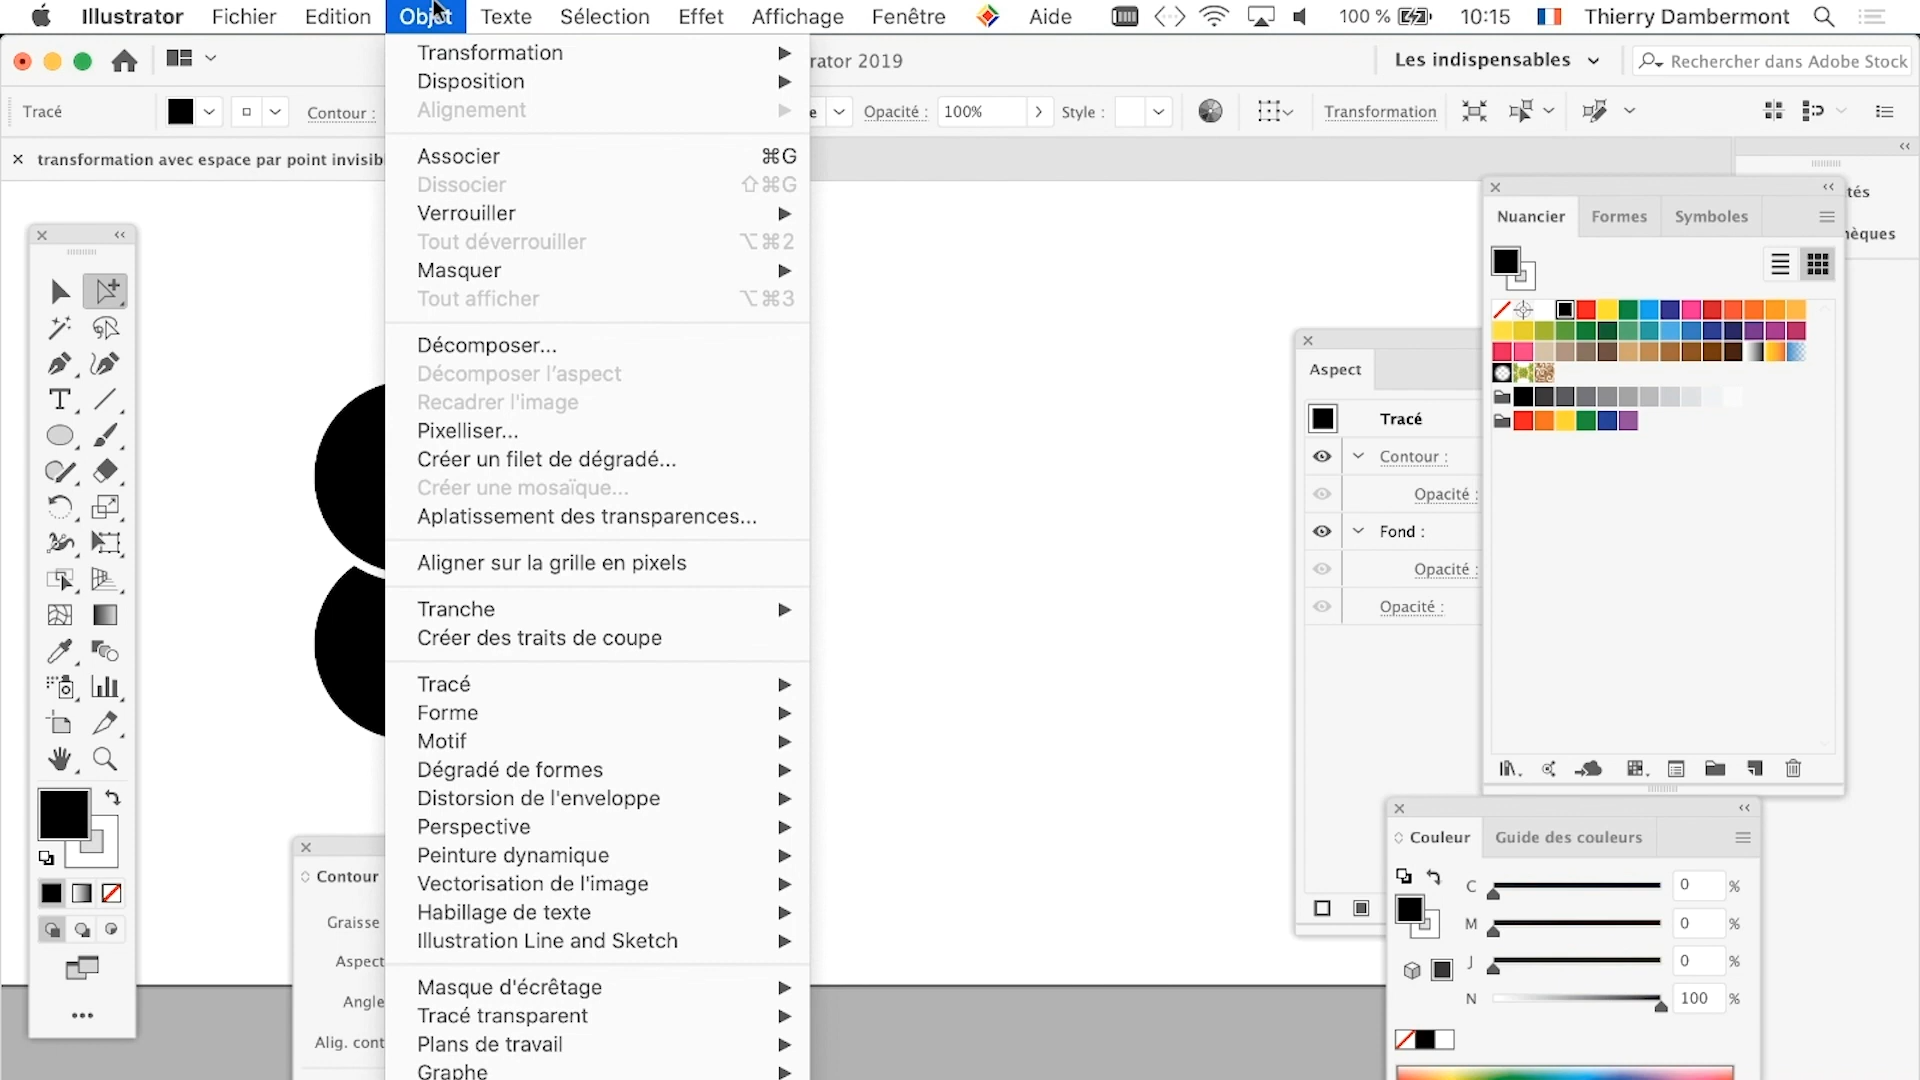 Illustrator Fichier Edition Objet Texte Sélection Effet Affichage Fenêtre Aide 100 % 10:15 Thierry Dambermont
rator 2019
Les indispensables
Rechercher dans Adobe Stock
Tracé Contour : e Opacité : 100% Style : Transformation
× transformation avec espace par point invisib
Transformation
Disposition
Alignement
Associer ⌘G
Dissocier ⇧⌘G
Verrouiller
Tout déverrouiller ⌥⌘2
Masquer
Tout afficher ⌥⌘3
Décomposer...
Décomposer l'aspect
Recadrer l'image
Pixelliser...
Créer un filet de dégradé...
Créer une mosaïque...
Aplatissement des transparences...
Aligner sur la grille en pixels
Tranche
Créer des traits de coupe
Tracé
Forme
Motif
Dégradé de formes
Distorsion de l'enveloppe
Perspective
Peinture dynamique
Vectorisation de l'image
Habillage de texte
Illustration Line and Sketch
Masque d'écrêtage
Tracé transparent
Plans de travail
Graphe
Contour
Graisse
Aspect
Angle
Alig. cont
Aspect
Tracé
Contour :
Opacité :
Fond :
Opacité :
Opacité :
Nuancier Formes Symboles
tés
hèques
Couleur Guide des couleurs
C 0 %
M 0 %
J 0 %
N 100 %